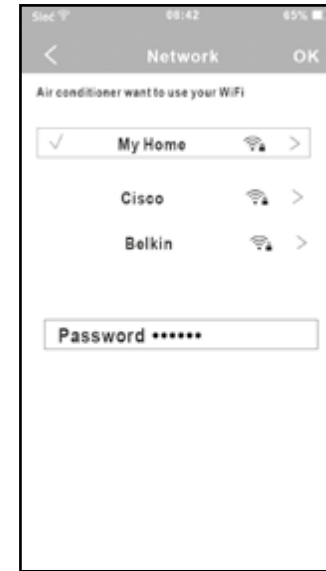 Sieć 08:42 65%
Network OK
Air conditioner want to use your WiFi
My Home
Cisco
Belkin
Password ••••••